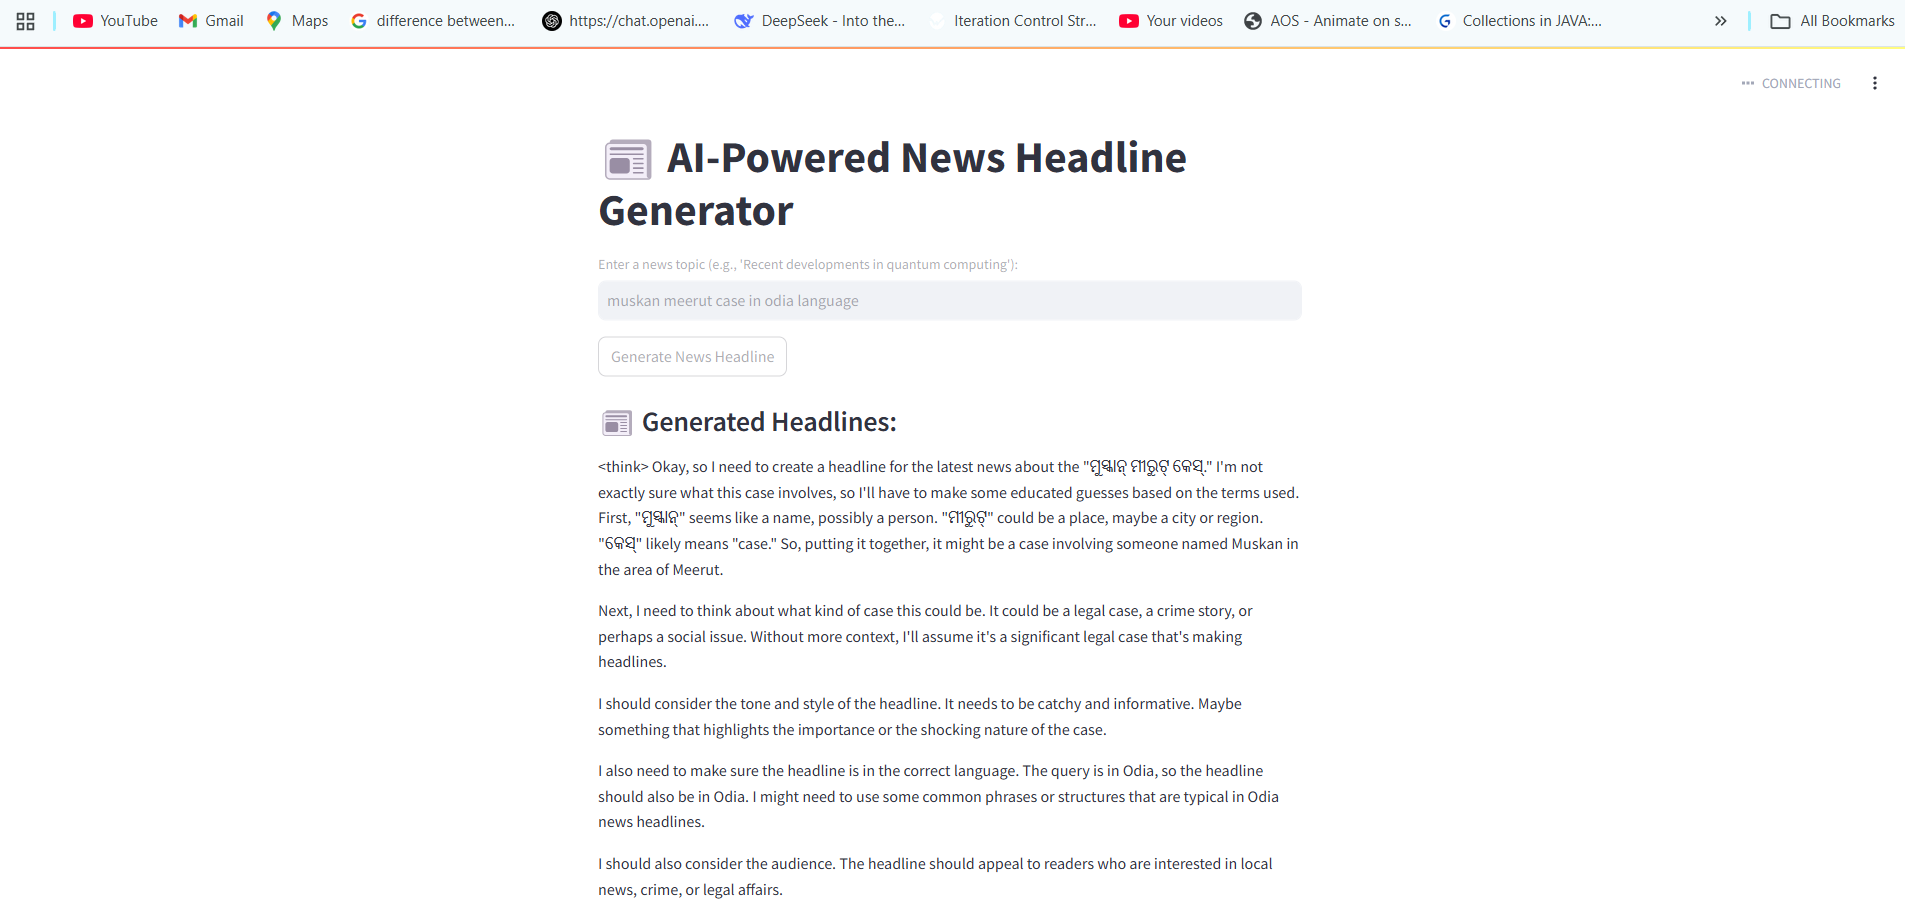 YouTube
Gmail
Maps
difference between...
https://chat.openai....
DeepSeek - Into the...
Iteration Control Str...
Your videos
AOS - Animate on s...
Collections in JAVA:...
All Bookmarks
CONNECTING
AI-Powered News Headline
Generator
Enter a news topic (e.g., 'Recent developments in quantum computing'):
muskan meerut case in odia language
Generate News Headline
Generated Headlines:
<think> Okay, so I need to create a headline for the latest news about the "ମୁସ୍କାନ୍ ମୀରୁଟ୍ କେସ୍." I'm not
exactly sure what this case involves, so I'll have to make some educated guesses based on the terms used.
First, "ମୁସ୍କାନ୍" seems like a name, possibly a person. "ମୀରୁଟ୍" could be a place, maybe a city or region.
"କେସ୍" likely means "case." So, putting it together, it might be a case involving someone named Muskan in
the area of Meerut.
Next, I need to think about what kind of case this could be. It could be a legal case, a crime story, or
perhaps a social issue. Without more context, I'll assume it's a significant legal case that's making
headlines.
I should consider the tone and style of the headline. It needs to be catchy and informative. Maybe
something that highlights the importance or the shocking nature of the case.
I also need to make sure the headline is in the correct language. The query is in Odia, so the headline
should also be in Odia. I might need to use some common phrases or structures that are typical in Odia
news headlines.
I should also consider the audience. The headline should appeal to readers who are interested in local
news, crime, or legal affairs.